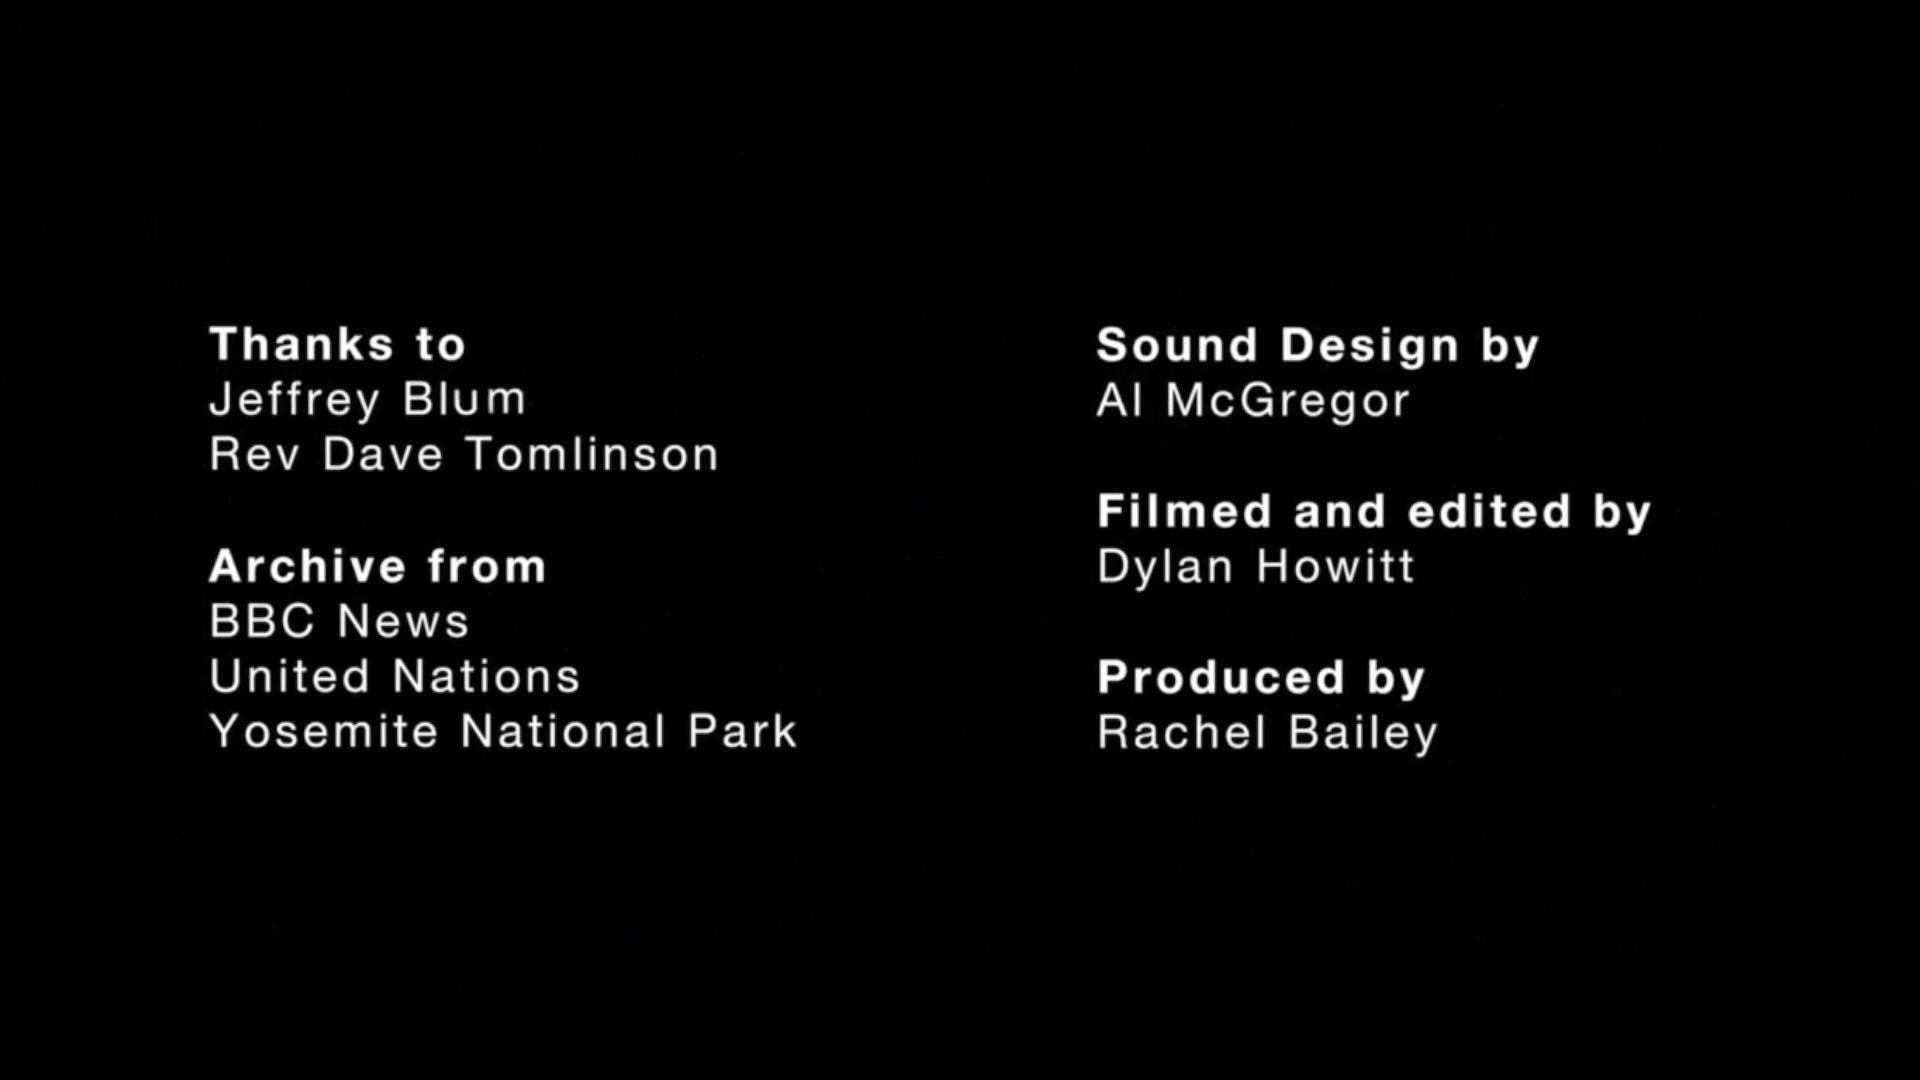 Thanks to
Jeffrey Blum
Rev Dave Tomlinson
Archive from
BBC News
United Nations
Yosemite National Park
Sound Design by
Al McGregor
Filmed and edited by
Dylan Howitt
Produced by
Rachel Bailey